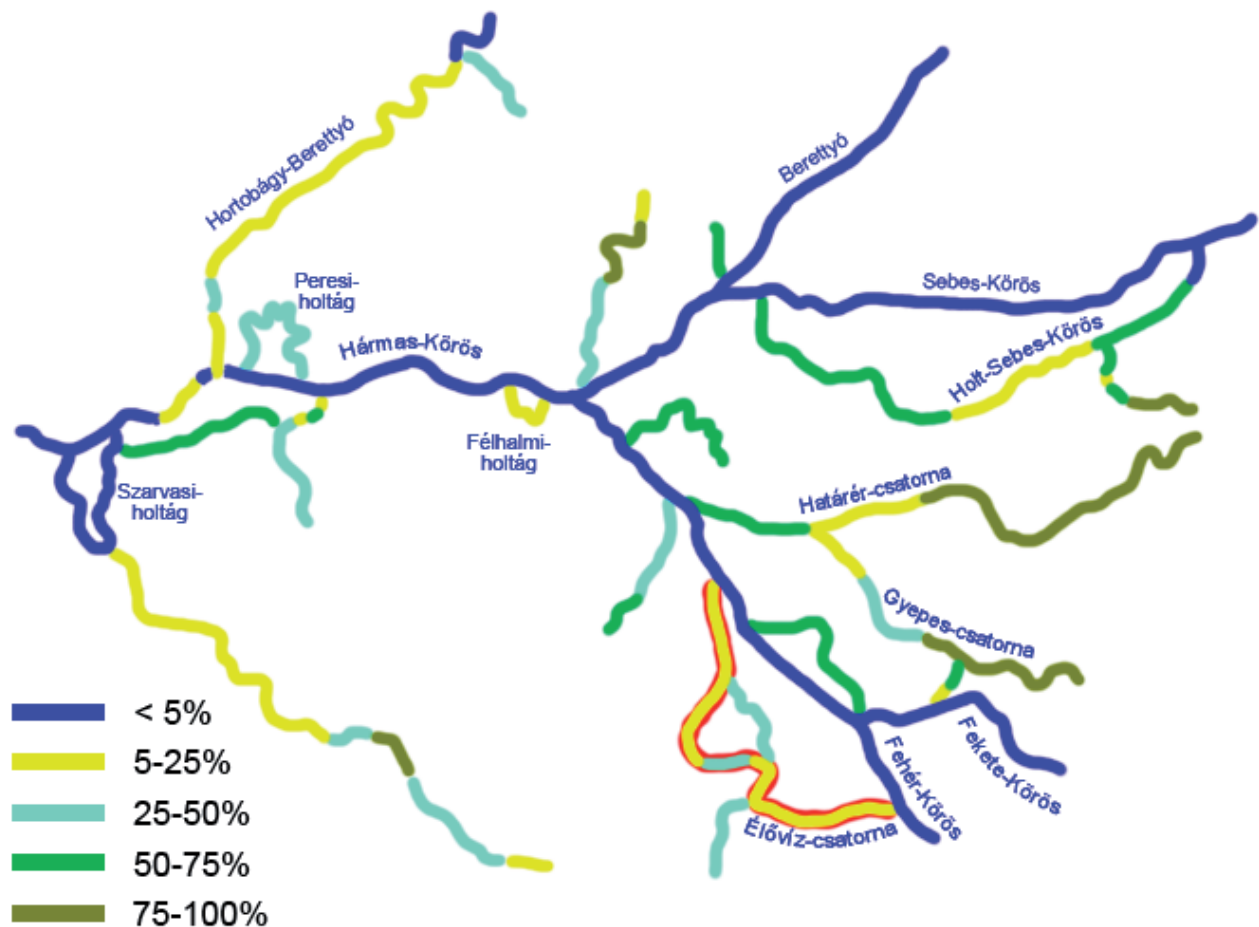 Hortobágy-Berettyó
Berettyó
Peresi-
holtág
Sebes-Körös
Hármas-Körös
Holt-Sebes-Körös
Félhalmi-
holtág
Szarvasi-
holtág
Határér-csatorna
Gyepes-csatorna
Fekete-Körös
Fehér-Körös
Élővíz-csatorna
< 5%
5-25%
25-50%
50-75%
75-100%